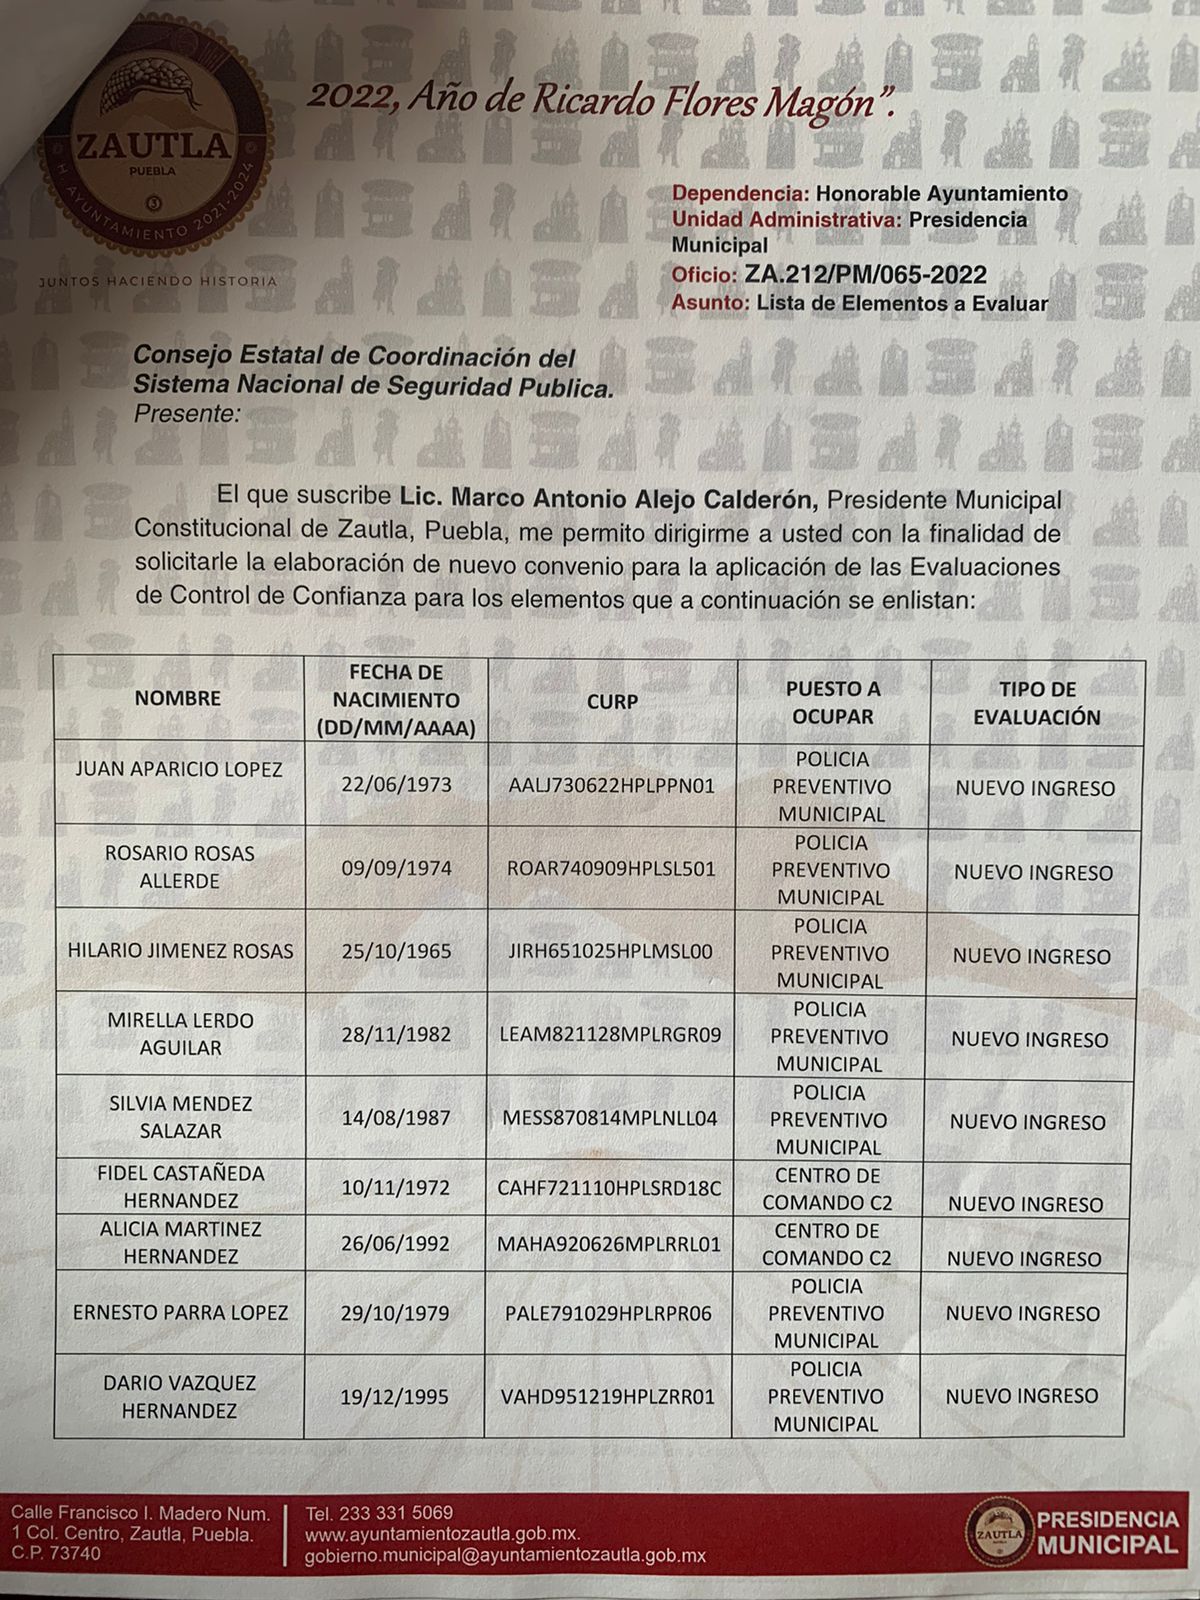 ZAUTLA
PUEBLA
H AYUNTAMIENTO 2021-2024
JUNTOS HACIENDO HISTORIA
2022, Año de Ricardo Flores Magón”.
Dependencia: Honorable Ayuntamiento
Unidad Administrativa: Presidencia
Municipal
Oficio: ZA.212/PM/065-2022
Asunto: Lista de Elementos a Evaluar
Consejo Estatal de Coordinación del
Sistema Nacional de Seguridad Publica.
Presente:
El que suscribe Lic. Marco Antonio Alejo Calderón, Presidente Municipal
Constitucional de Zautla, Puebla, me permito dirigirme a usted con la finalidad de
solicitarle la elaboración de nuevo convenio para la aplicación de las Evaluaciones
de Control de Confianza para los elementos que a continuación se enlistan:
NOMBRE
FECHA DE
NACIMIENTO
(DD/MM/AAAA)
CURP
PUESTO A
OCUPAR
TIPO DE
EVALUACIÓN
JUAN APARICIO LOPEZ
22/06/1973
AALJ730622HPLPPN01
POLICIA
PREVENTIVO
MUNICIPAL
NUEVO INGRESO
ROSARIO ROSAS
ALLERDE
09/09/1974
ROAR740909HPLSL501
POLICIA
PREVENTIVO
MUNICIPAL
NUEVO INGRESO
HILARIO JIMENEZ ROSAS
25/10/1965
JIRH651025HPLMSL00
POLICIA
PREVENTIVO
MUNICIPAL
NUEVO INGRESO
MIRELLA LERDO
AGUILAR
28/11/1982
LEAM821128MPLRGR09
POLICIA
PREVENTIVO
MUNICIPAL
NUEVO INGRESO
SILVIA MENDEZ
SALAZAR
14/08/1987
MESS870814MPLNLL04
POLICIA
PREVENTIVO
MUNICIPAL
NUEVO INGRESO
FIDEL CASTAÑEDA
HERNANDEZ
10/11/1972
CAHF721110HPLSRD18C
CENTRO DE
COMANDO C2
NUEVO INGRESO
ALICIA MARTINEZ
HERNANDEZ
26/06/1992
MAHA920626MPLRRL01
CENTRO DE
COMANDO C2
NUEVO INGRESO
ERNESTO PARRA LOPEZ
29/10/1979
PALE791029HPLRPR06
POLICIA
PREVENTIVO
MUNICIPAL
NUEVO INGRESO
DARIO VAZQUEZ
HERNANDEZ
19/12/1995
VAHD951219HPLZRR01
POLICIA
PREVENTIVO
MUNICIPAL
NUEVO INGRESO
Calle Francisco I. Madero Num.
1 Col. Centro, Zautla, Puebla.
C.P. 73740
Tel. 233 331 5069
www.ayuntamientozautla.gob.mx.
gobierno.municipal@ayuntamientozautla.gob.mx
ZAUTLA
PRESIDENCIA
MUNICIPAL